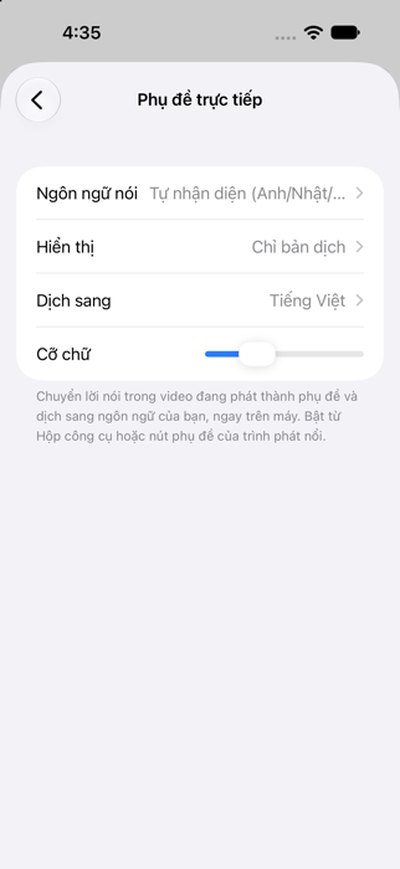 4:35
Phụ đề trực tiếp
Ngôn ngữ nói Tự nhận diện (Anh/Nhật/...
Hiển thị Chỉ bản dịch
Dịch sang Tiếng Việt
Cỡ chữ
Chuyển lời nói trong video đang phát thành phụ đề và
dịch sang ngôn ngữ của bạn, ngay trên máy. Bật từ
Hộp công cụ hoặc nút phụ đề của trình phát nổi.